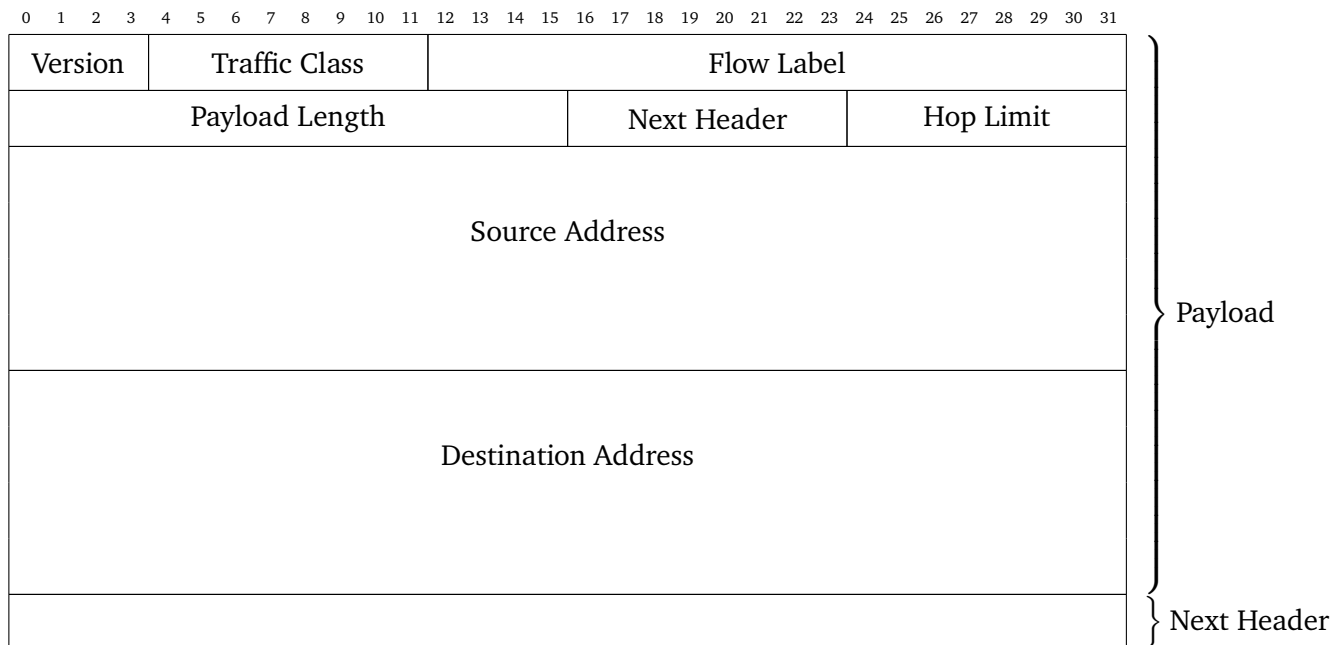 0 1 2 3 4 5 6 7 8 9 10 11 12 13 14 15 16 17 18 19 20 21 22 23 24 25 26 27 28 29 30 31
Version Traffic Class Flow Label
Payload Length Next Header Hop Limit
Source Address
Payload
Destination Address
Next Header